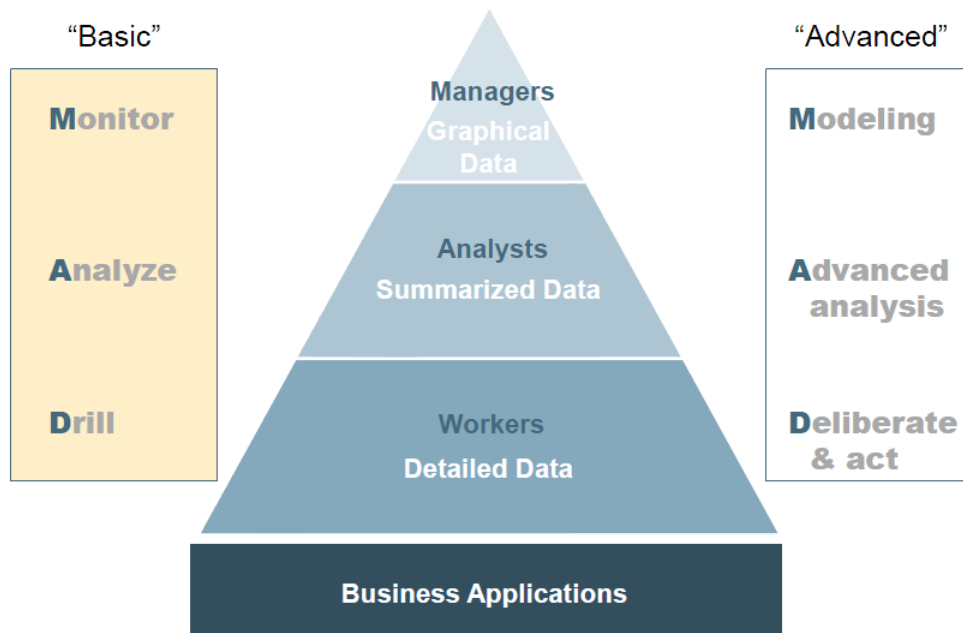 “Basic”
Monitor
Analyze
Drill
Managers
Graphical
Data
Analysts
Summarized Data
Workers
Detailed Data
Business Applications
“Advanced”
Modeling
Advanced
analysis
Deliberate
& act